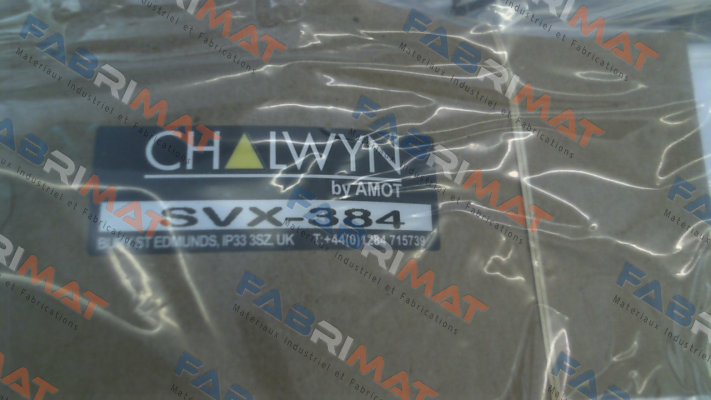 CHALWYN
by AMOT
SVX-384
BURY ST EDMUNDS, IP33 3SZ, UK T:+44(0)1284 715739
FABRIMAT
Materiaux Industriel et Fabrications